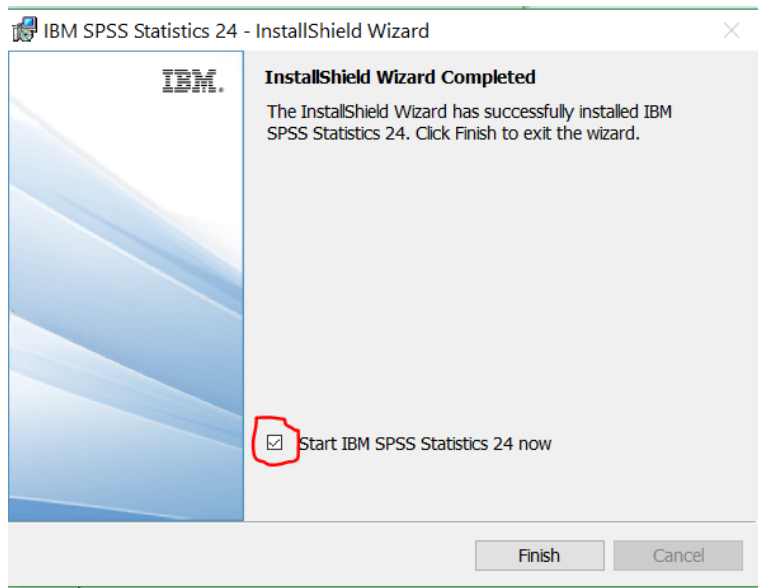 IBM SPSS Statistics 24 - InstallShield Wizard
IBM.
InstallShield Wizard Completed
The InstallShield Wizard has successfully installed IBM
SPSS Statistics 24. Click Finish to exit the wizard.
Start IBM SPSS Statistics 24 now
Finish
Cancel